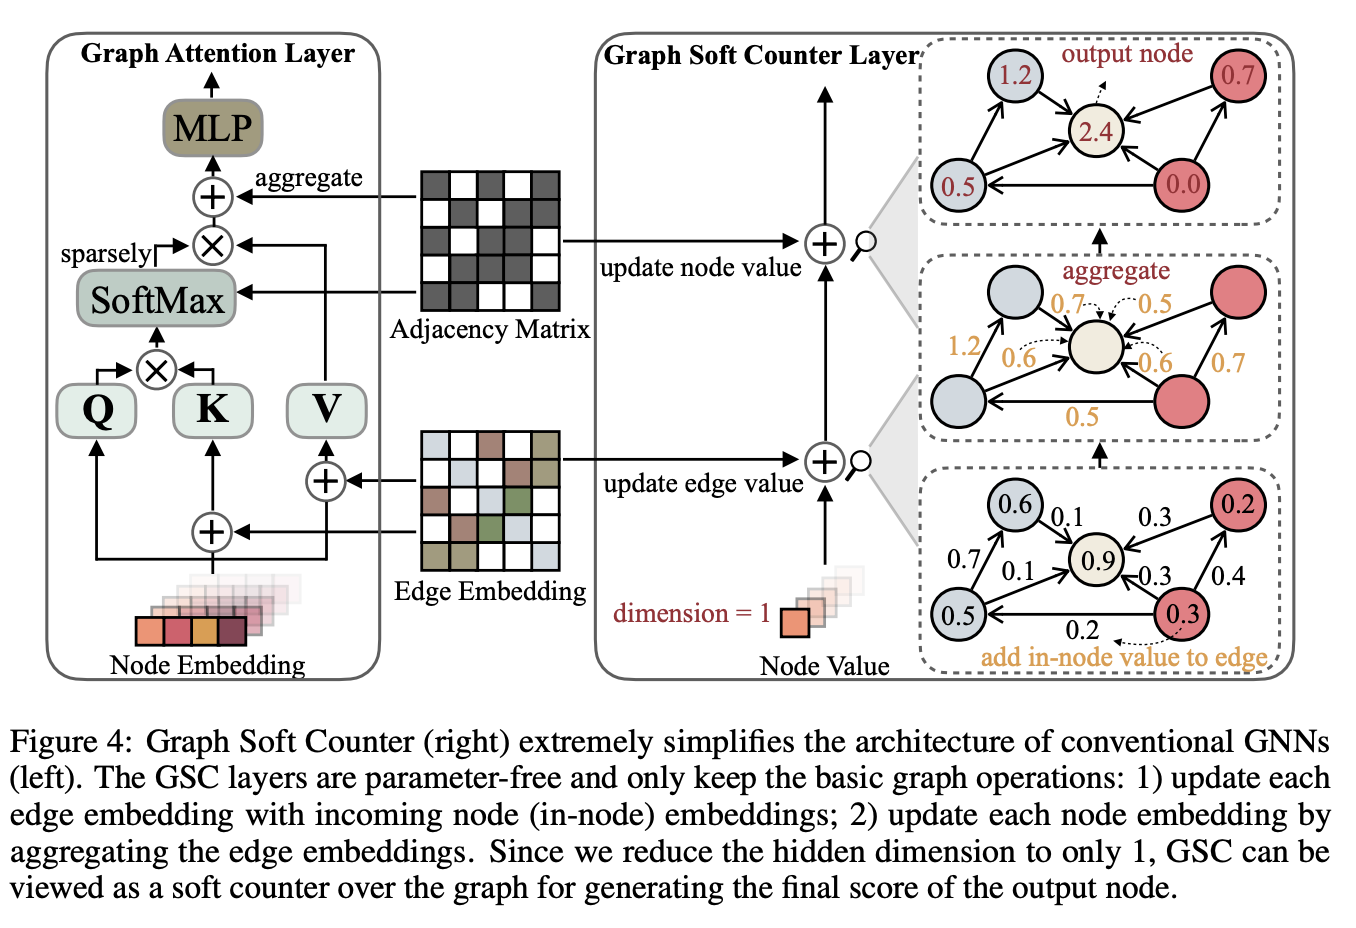 Graph Attention Layer
MLP
aggregate
sparsely
SoftMax
Q
K
V
Node Embedding
Adjacency Matrix
Edge Embedding
Graph Soft Counter Layer
update node value
update edge value
dimension = 1
Node Value
output node
1.2
0.7
2.4
0.5
0.0
aggregate
0.7
0.5
1.2
0.6
0.6
0.7
0.5
0.6
0.1
0.3
0.2
0.7
0.1
0.9
0.3
0.4
0.5
0.2
0.3
add in-node value to edge
Figure 4: Graph Soft Counter (right) extremely simplifies the architecture of conventional GNNs
(left). The GSC layers are parameter-free and only keep the basic graph operations: 1) update each
edge embedding with incoming node (in-node) embeddings; 2) update each node embedding by
aggregating the edge embeddings. Since we reduce the hidden dimension to only 1, GSC can be
viewed as a soft counter over the graph for generating the final score of the output node.